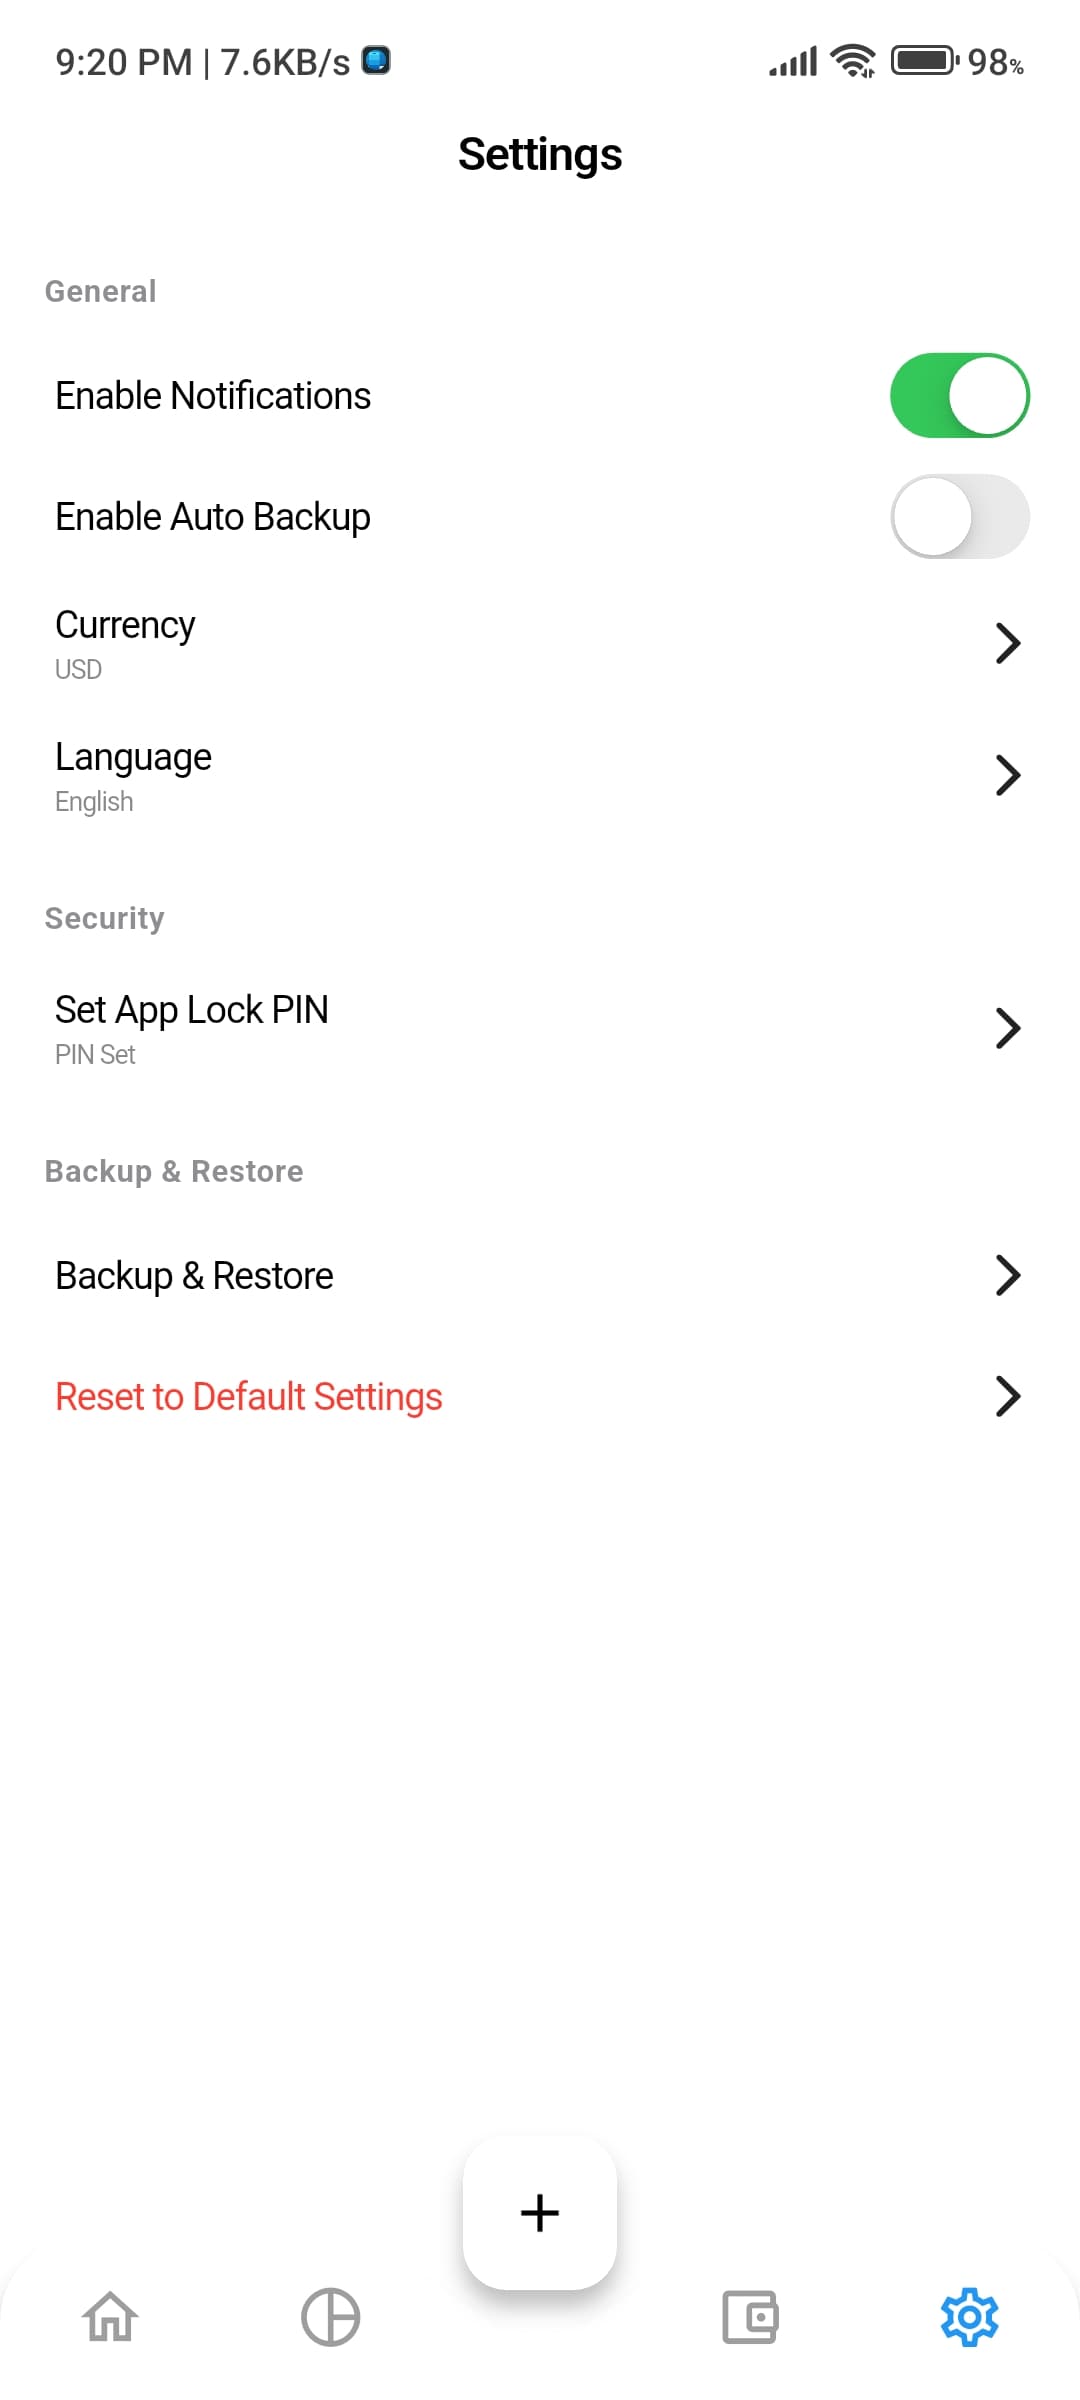 9:20 PM | 7.6KB/s 98%
Settings
General
Enable Notifications
Enable Auto Backup
Currency
USD
Language
English
Security
Set App Lock PIN
PIN Set
Backup & Restore
Backup & Restore
Reset to Default Settings